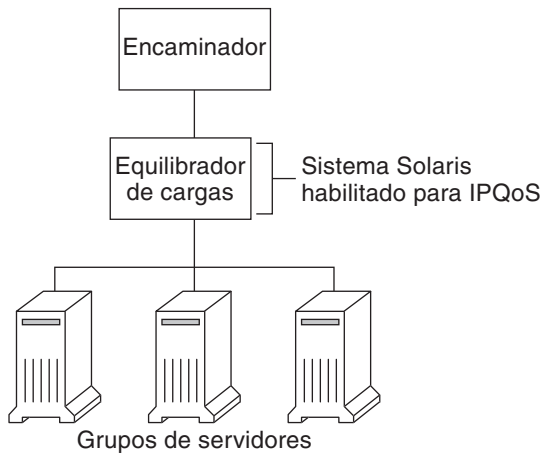 Encaminador
Equilibrador
de cargas
Sistema Solaris
habilitado para IPQoS
Grupos de servidores